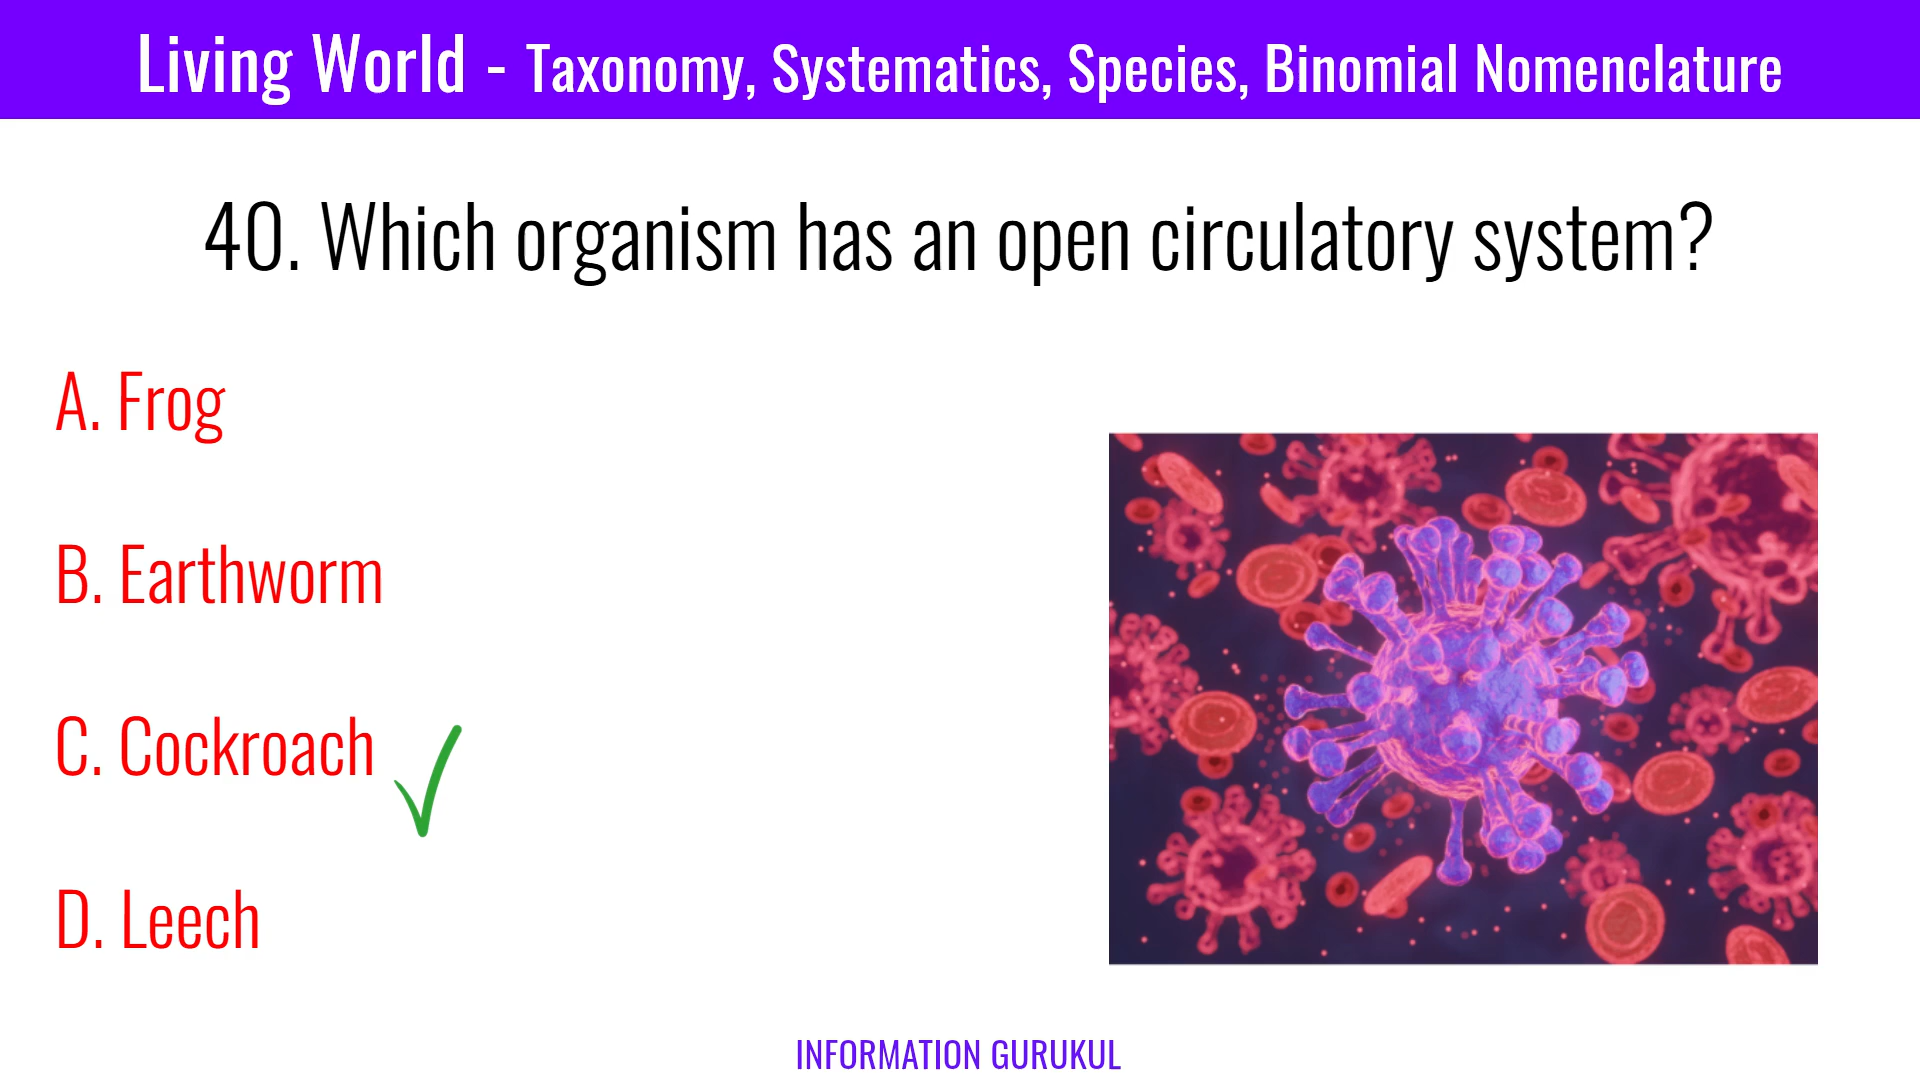 Living World - Taxonomy, Systematics, Species, Binomial Nomenclature
40. Which organism has an open circulatory system?
A. Frog
B. Earthworm
C. Cockroach
D. Leech
INFORMATION GURUKUL